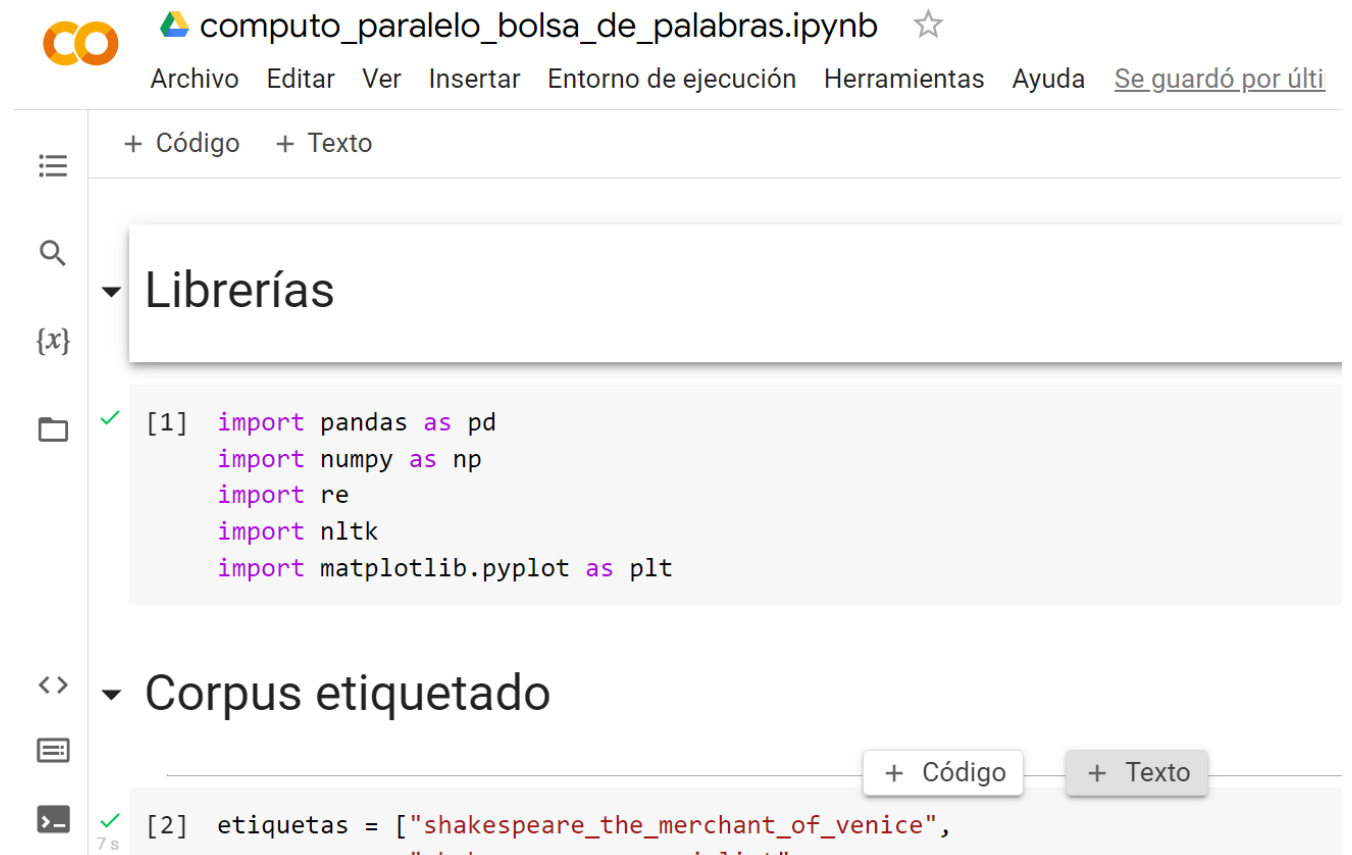 computo_paralelo_bolsa_de_palabras.ipynb
Archivo Editar Ver Insertar Entorno de ejecución Herramientas Ayuda Se guardó por últi
+ Código + Texto
Librerías
{x}
[1] import pandas as pd
import numpy as np
import re
import nltk
import matplotlib.pyplot as plt
Corpus etiquetado
+ Código + Texto
[2] etiquetas = ["shakespeare_the_merchant_of_venice",
7 s